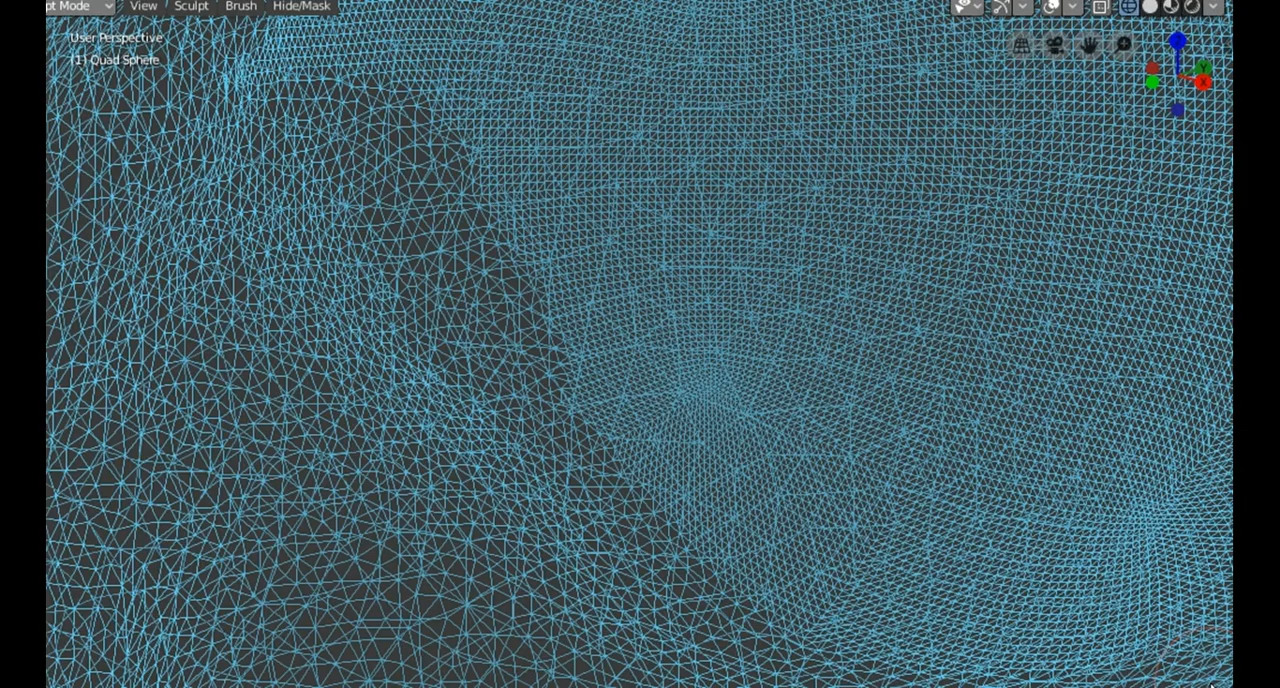 pt Mode View Sculpt Brush Hide/Mask
User Perspective
(1) Quad Sphere
Y
X